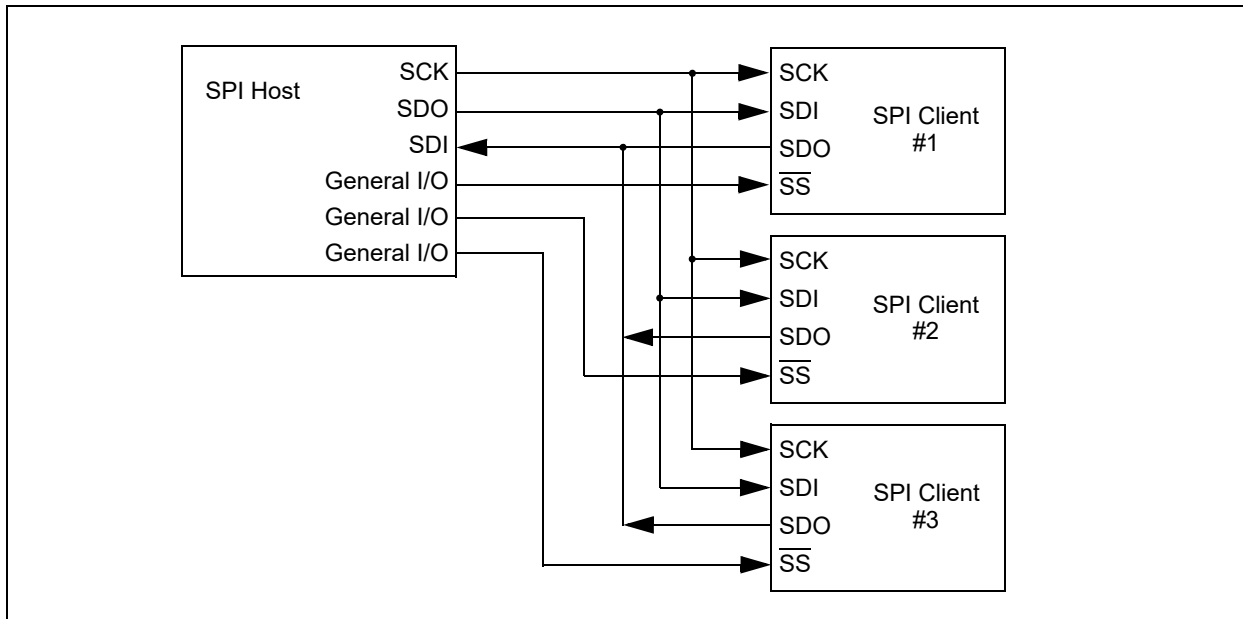 SPI Host
SCK
SDO
SDI
General I/O
General I/O
General I/O
SCK
SDI
SDO
SS
SPI Client
#1
SCK
SDI
SDO
SS
SPI Client
#2
SCK
SDI
SDO
SS
SPI Client
#3